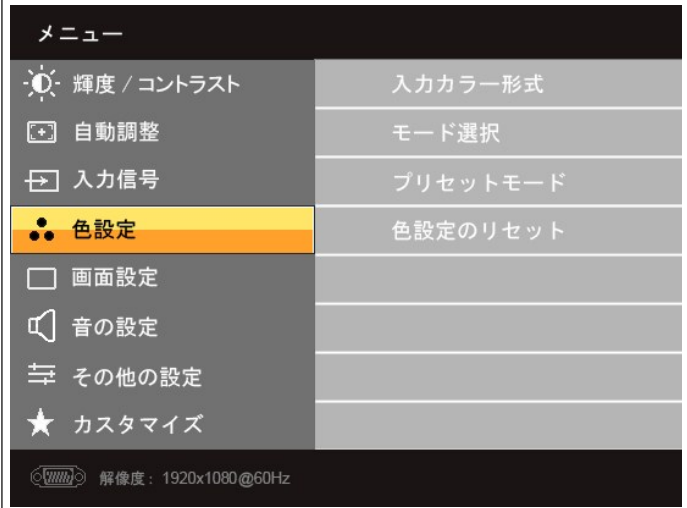 メニュー
輝度 / コントラスト
自動調整
入力信号
色設定
画面設定
音の設定
その他の設定
カスタマイズ
入力カラー形式
モード選択
プリセットモード
色設定のリセット
解像度: 1920x1080@60Hz